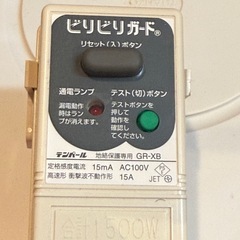 ビリビリガード®
リセット(入)ボタン
通電ランプ
テスト(切)ボタン
漏電動作
時はラン
プが消え
ます。
テストボタンを
押して
動作を
確認し
てください。
テンパール
地絡保護専用 GR-XB
定格感度電流 15mA AC100V
高速形 衝撃波不動作形 15A
JET